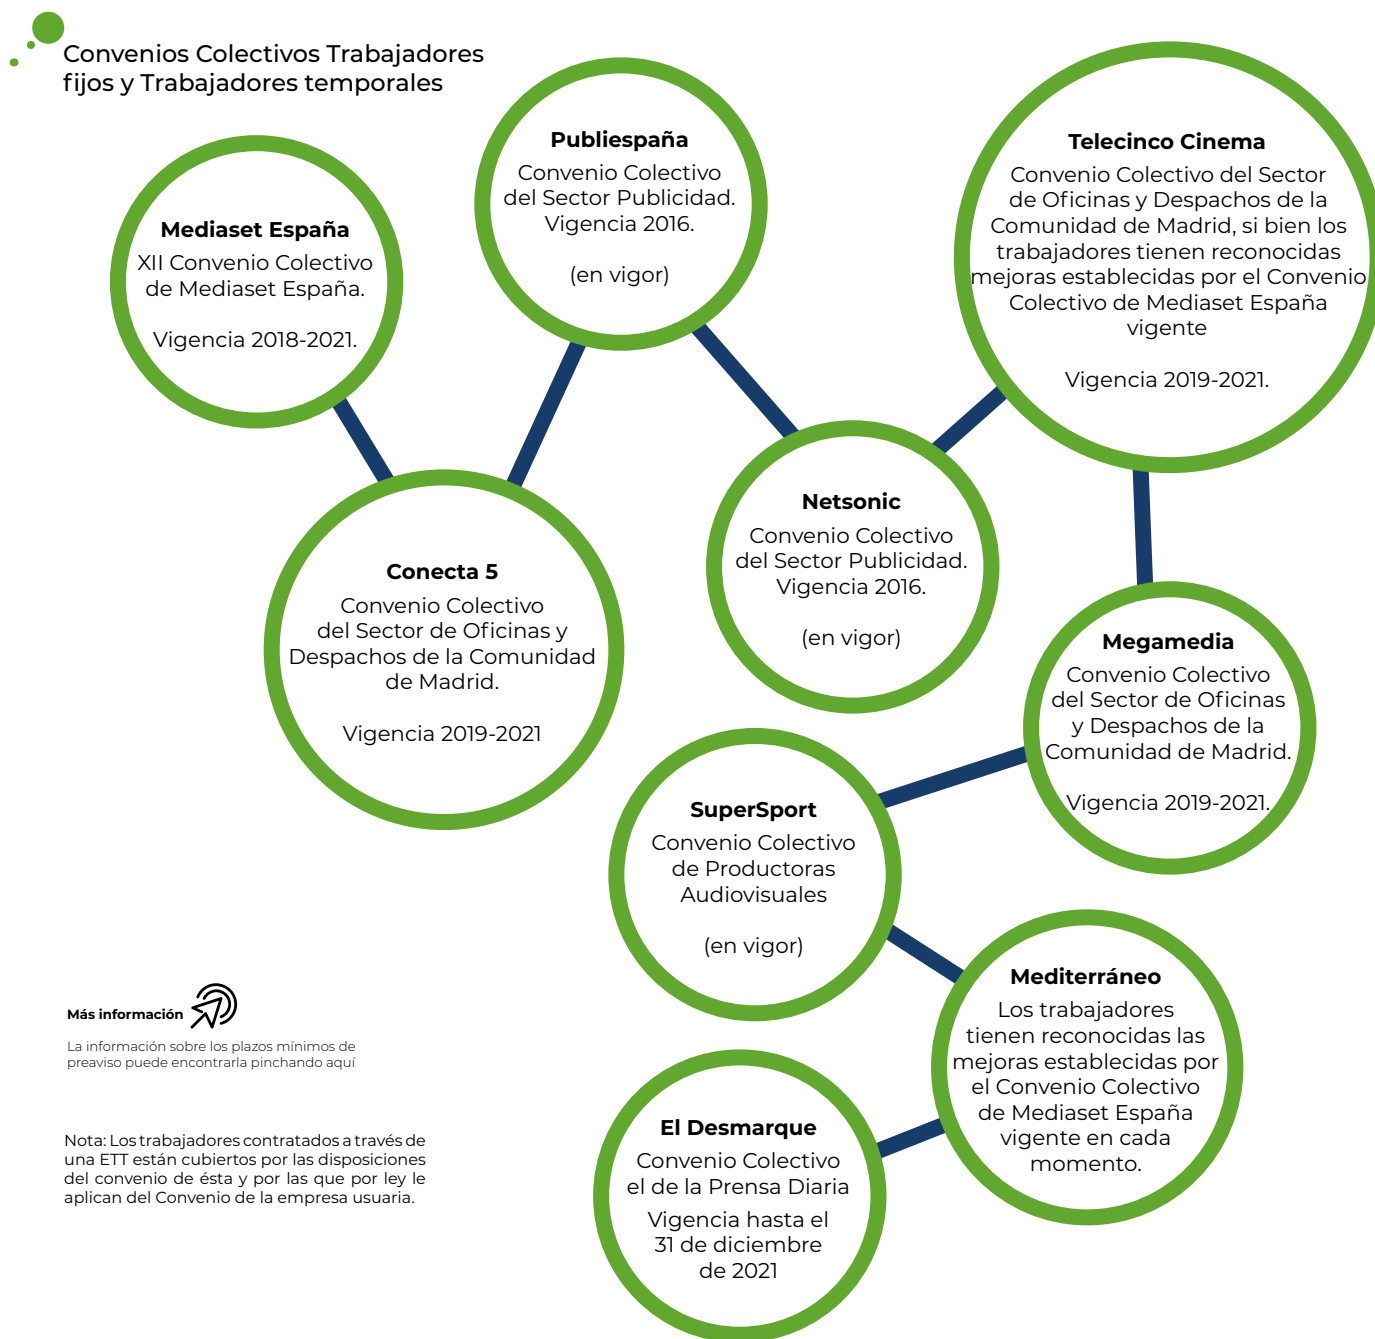 Convenios Colectivos Trabajadores
fijos y Trabajadores temporales
Mediaset España
XII Convenio Colectivo
de Mediaset España.
Vigencia 2018-2021.
Conecta 5
Convenio Colectivo
del Sector de Oficinas y
Despachos de la Comunidad
de Madrid.
Vigencia 2019-2021
Publiespaña
Convenio Colectivo
del Sector Publicidad.
Vigencia 2016.
(en vigor)
Netsonic
Convenio Colectivo
del Sector Publicidad.
Vigencia 2016.
(en vigor)
Telecinco Cinema
Convenio Colectivo del Sector
de Oficinas y Despachos de la
Comunidad de Madrid, si bien los
trabajadores tienen reconocidas
mejoras establecidas por el Convenio
Colectivo de Mediaset España
vigente
Vigencia 2019-2021.
Megamedia
Convenio Colectivo
del Sector de Oficinas
y Despachos de la
Comunidad de Madrid.
Vigencia 2019-2021.
SuperSport
Convenio Colectivo
de Productoras
Audiovisuales
(en vigor)
Mediterráneo
Los trabajadores
tienen reconocidas las
mejoras establecidas por
el Convenio Colectivo
de Mediaset España
vigente en cada
momento.
El Desmarque
Convenio Colectivo
el de la Prensa Diaria
Vigencia hasta el
31 de diciembre
de 2021
Más información
La información sobre los plazos mínimos de
preaviso puede encontrarla pinchando aquí
Nota: Los trabajadores contratados a través de
una ETT están cubiertos por las disposiciones
del convenio de ésta y por las que por ley le
aplican del Convenio de la empresa usuaria.